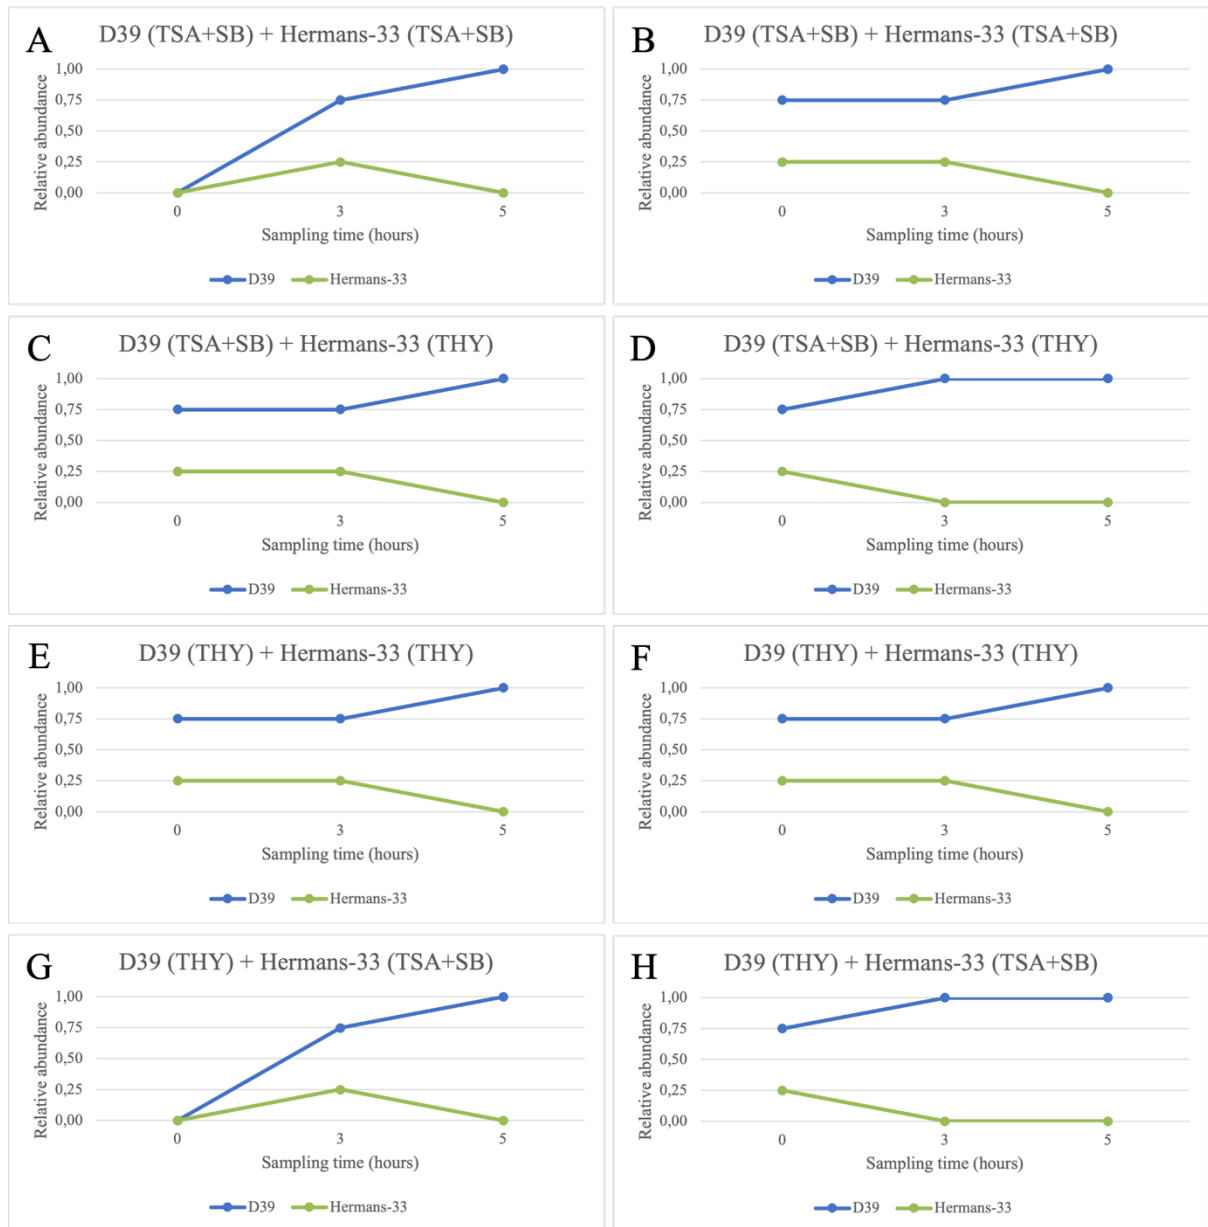 A
D39 (TSA+SB) + Hermans-33 (TSA+SB)
Relative abundance
1,00
0,75
0,50
0,25
0,00
0 3 5
Sampling time (hours)
D39 Hermans-33
B
D39 (TSA+SB) + Hermans-33 (TSA+SB)
Relative abundance
1,00
0,75
0,50
0,25
0,00
0 3 5
Sampling time (hours)
D39 Hermans-33
C
D39 (TSA+SB) + Hermans-33 (THY)
Relative abundance
1,00
0,75
0,50
0,25
0,00
0 3 5
Sampling time (hours)
D39 Hermans-33
D
D39 (TSA+SB) + Hermans-33 (THY)
Relative abundance
1,00
0,75
0,50
0,25
0,00
0 3 5
Sampling time (hours)
D39 Hermans-33
E
D39 (THY) + Hermans-33 (THY)
Relative abundance
1,00
0,75
0,50
0,25
0,00
0 3 5
Sampling time (hours)
D39 Hermans-33
F
D39 (THY) + Hermans-33 (THY)
Relative abundance
1,00
0,75
0,50
0,25
0,00
0 3 5
Sampling time (hours)
D39 Hermans-33
G
D39 (THY) + Hermans-33 (TSA+SB)
Relative abundance
1,00
0,75
0,50
0,25
0,00
0 3 5
Sampling time (hours)
D39 Hermans-33
H
D39 (THY) + Hermans-33 (TSA+SB)
Relative abundance
1,00
0,75
0,50
0,25
0,00
0 3 5
Sampling time (hours)
D39 Hermans-33